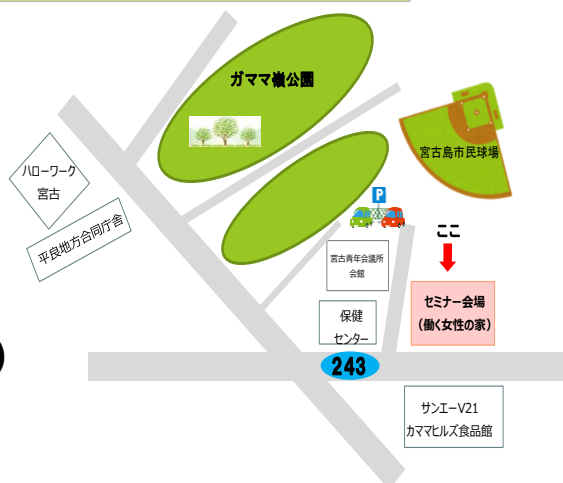 ガママ嶺公園
宮古島市民球場
ハローワーク
宮古
平良地方合同庁舎
P
ここ
宮古青年会議所
会館
セミナー会場
（働く女性の家）
保健
センター
)
243
サンエーV21
カママヒルズ食品館